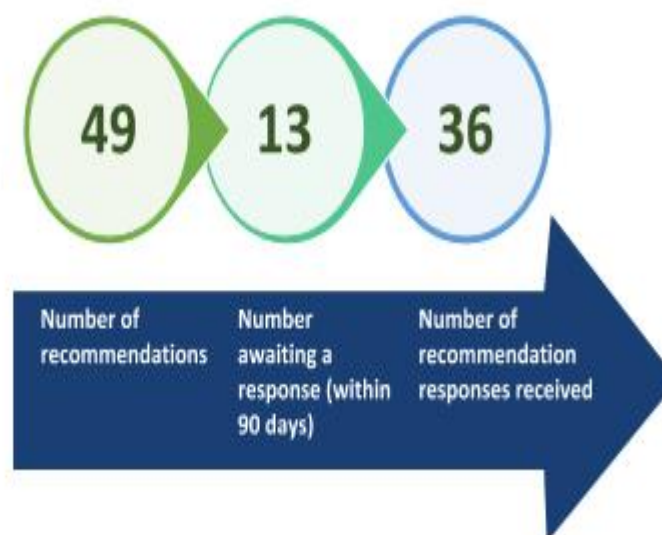 49
13
36
Number of
recommendations
Number
awaiting a
response (within
90 days)
Number of
recommendation
responses received